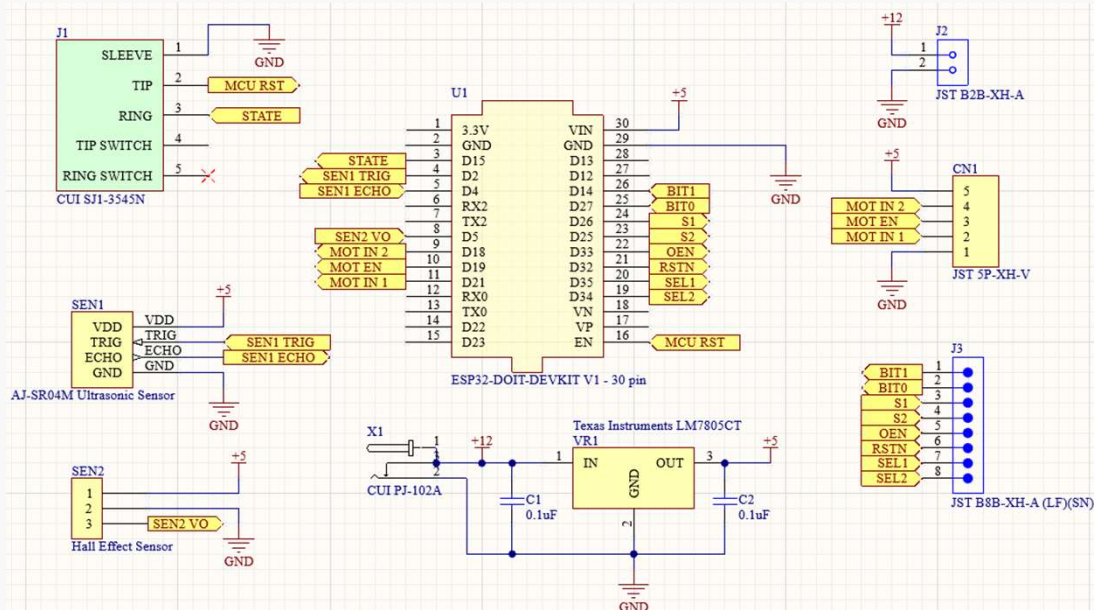 J1
SLEEVE 1
TIP 2 MCU RST
RING 3 STATE
TIP SWITCH 4
RING SWITCH 5
CUI SJ1-3545N
GND
U1
1 3.3V VIN 30
2 GND GND 29
STATE 3 D15 D13 28
SEN1 TRIG 4 D2 D12 27
SEN1 ECHO 5 D4 D14 26 BIT1
6 RX2 D27 25 BIT0
7 TX2 D26 24 S1
SEN2 VO 8 D5 D25 23 S2
MOT IN 2 9 D18 D33 22 OEN
MOT EN 10 D19 D32 21 RSTN
MOT IN 1 11 D21 D35 20 SEL1
12 RX0 D34 19 SEL2
13 TX0 VN 18
14 D22 VP 17
15 D23 EN 16 MCU RST
ESP32-DOIT-DEVKIT V1 - 30 pin
+5
GND
+12
J2
1
2
JST B2B-XH-A
GND
+5
CN1
5
MOT IN 2 4
MOT EN 3
MOT IN 1 2
1
JST 5P-XH-V
GND
SEN1
+5
VDD VDD
TRIG TRIG SEN1 TRIG
ECHO ECHO SEN1 ECHO
GND GND
AJ-SR04M Ultrasonic Sensor
GND
J3
BIT1 1
BIT0 2
S1 3
S2 4
OEN 5
RSTN 6
SEL1 7
SEL2 8
JST B8B-XH-A (LF)(SN)
SEN2
+5
1
2
3 SEN2 VO
Hall Effect Sensor
GND
X1
1
3
2
CUI PJ-102A
+12
Texas Instruments LM7805CT
VR1
1 IN OUT 3
GND
2
+5
C1
0.1uF
C2
0.1uF
GND